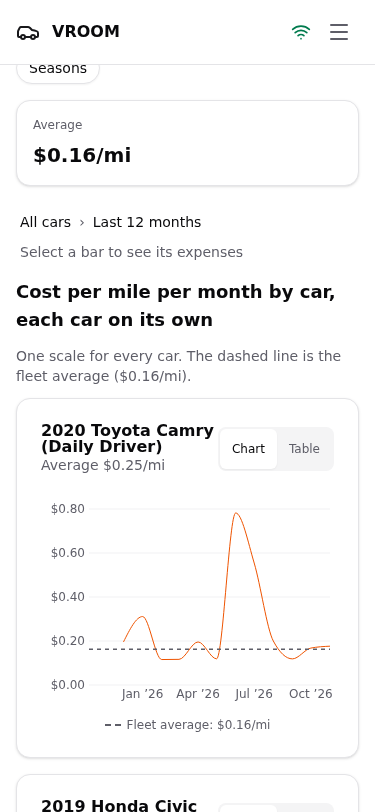 VROOM
Seasons
Average
$0.16/mi
All cars › Last 12 months
Select a bar to see its expenses
Cost per mile per month by car,
each car on its own
One scale for every car. The dashed line is the
fleet average ($0.16/mi).
2020 Toyota Camry
(Daily Driver)
Average $0.25/mi
Chart
Table
$0.80
$0.60
$0.40
$0.20
$0.00
Jan ’26
Apr ’26
Jul ’26
Oct ’26
Fleet average: $0.16/mi
2019 Honda Civic